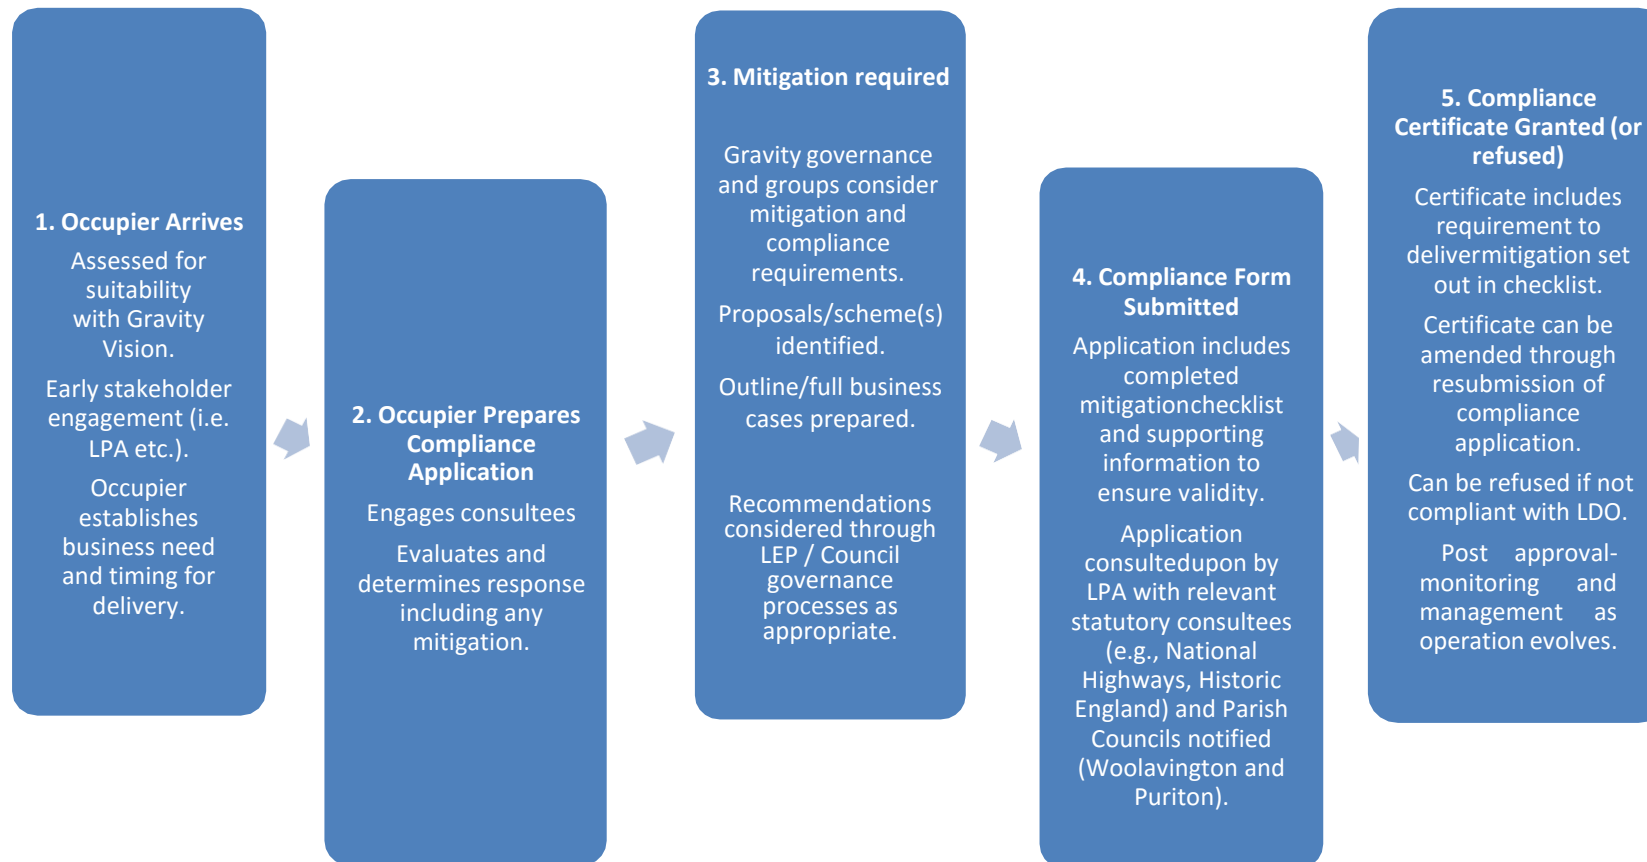 1. Occupier Arrives
Assessed for
suitability
with Gravity
Vision.
Early stakeholder
engagement (i.e.
LPA etc.).
Occupier
establishes
business need
and timing for
delivery.
2. Occupier Prepares
Compliance
Application
Engages consultees
Evaluates and
determines response
including any
mitigation.
3. Mitigation required
Gravity governance
and groups consider
mitigation and
compliance
requirements.
Proposals/scheme(s)
identified.
Outline/full business
cases prepared.
Recommendations
considered through
LEP / Council
governance
processes as
appropriate.
4. Compliance Form
Submitted
Application includes
completed
mitigationchecklist
and supporting
information to
ensure validity.
Application
consultedupon by
LPA with relevant
statutory consultees
(e.g., National
Highways, Historic
England) and Parish
Councils notified
(Woolavington and
Puriton).
5. Compliance
Certificate Granted (or
refused)
Certificate includes
requirement to
delivermitigation set
out in checklist.
Certificate can be
amended through
resubmission of
compliance
application.
Can be refused if not
compliant with LDO.
Post approval-
monitoring and
management as
operation evolves.